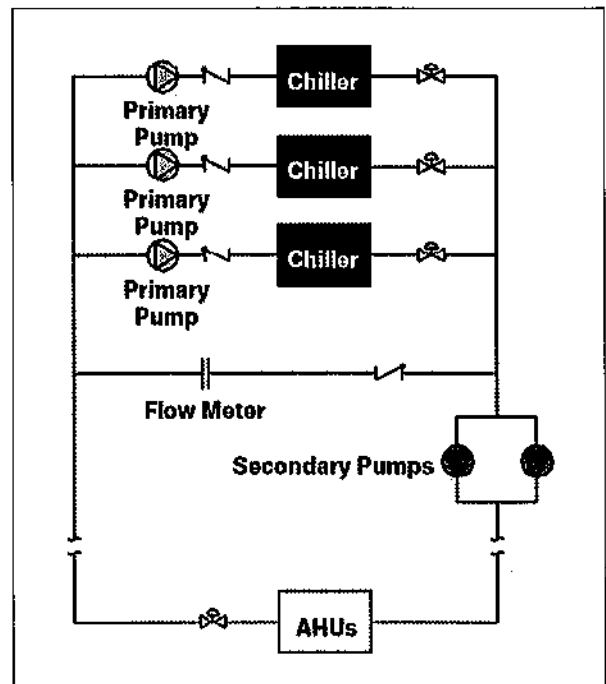 Chiller
Primary
Pump
Chiller
Primary
Pump
Chiller
Primary
Pump
Flow Meter
Secondary Pumps
AHUs